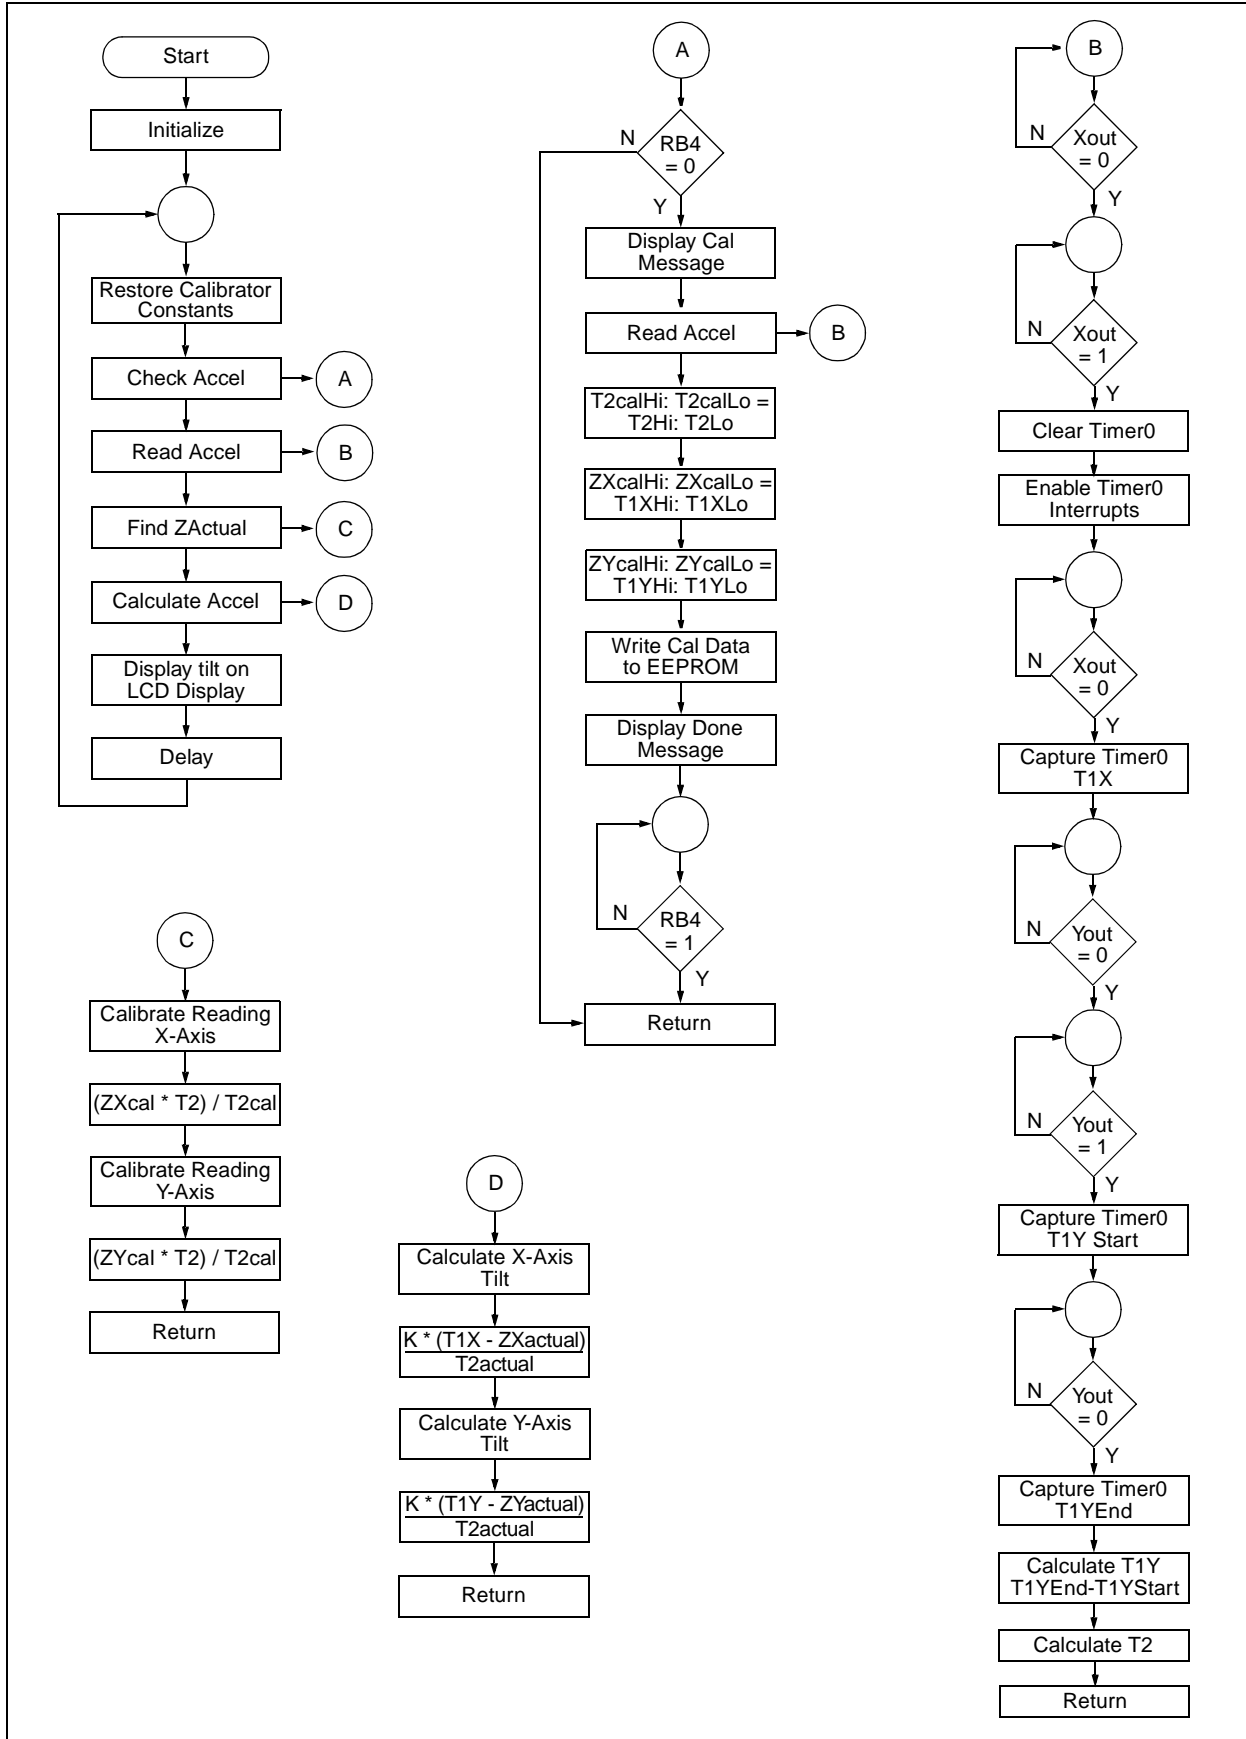 Start
Initialize
Restore Calibrator
Constants
Check Accel
A
Read Accel
B
Find ZActual
C
Calculate Accel
D
Display tilt on
LCD Display
Delay
C
Calibrate Reading
X-Axis
(ZXcal * T2) / T2cal
Calibrate Reading
Y-Axis
(ZYcal * T2) / T2cal
Return
A
N
RB4
= 0
Y
Display Cal
Message
Read Accel
B
T2calHi: T2calLo =
T2Hi: T2Lo
ZXcalHi: ZXcalLo =
T1XHi: T1XLo
ZYcalHi: ZYcalLo =
T1YHi: T1YLo
Write Cal Data
to EEPROM
Display Done
Message
N
RB4
= 1
Y
Return
D
Calculate X-Axis
Tilt
K * (T1X - ZXactual)
T2actual
Calculate Y-Axis
Tilt
K * (T1Y - ZYactual)
T2actual
Return
B
N
Xout
= 0
Y
N
Xout
= 1
Y
Clear Timer0
Enable Timer0
Interrupts
N
Xout
= 0
Y
Capture Timer0
T1X
N
Yout
= 0
Y
N
Yout
= 1
Y
Capture Timer0
T1Y Start
N
Yout
= 0
Y
Capture Timer0
T1YEnd
Calculate T1Y
T1YEnd-T1YStart
Calculate T2
Return